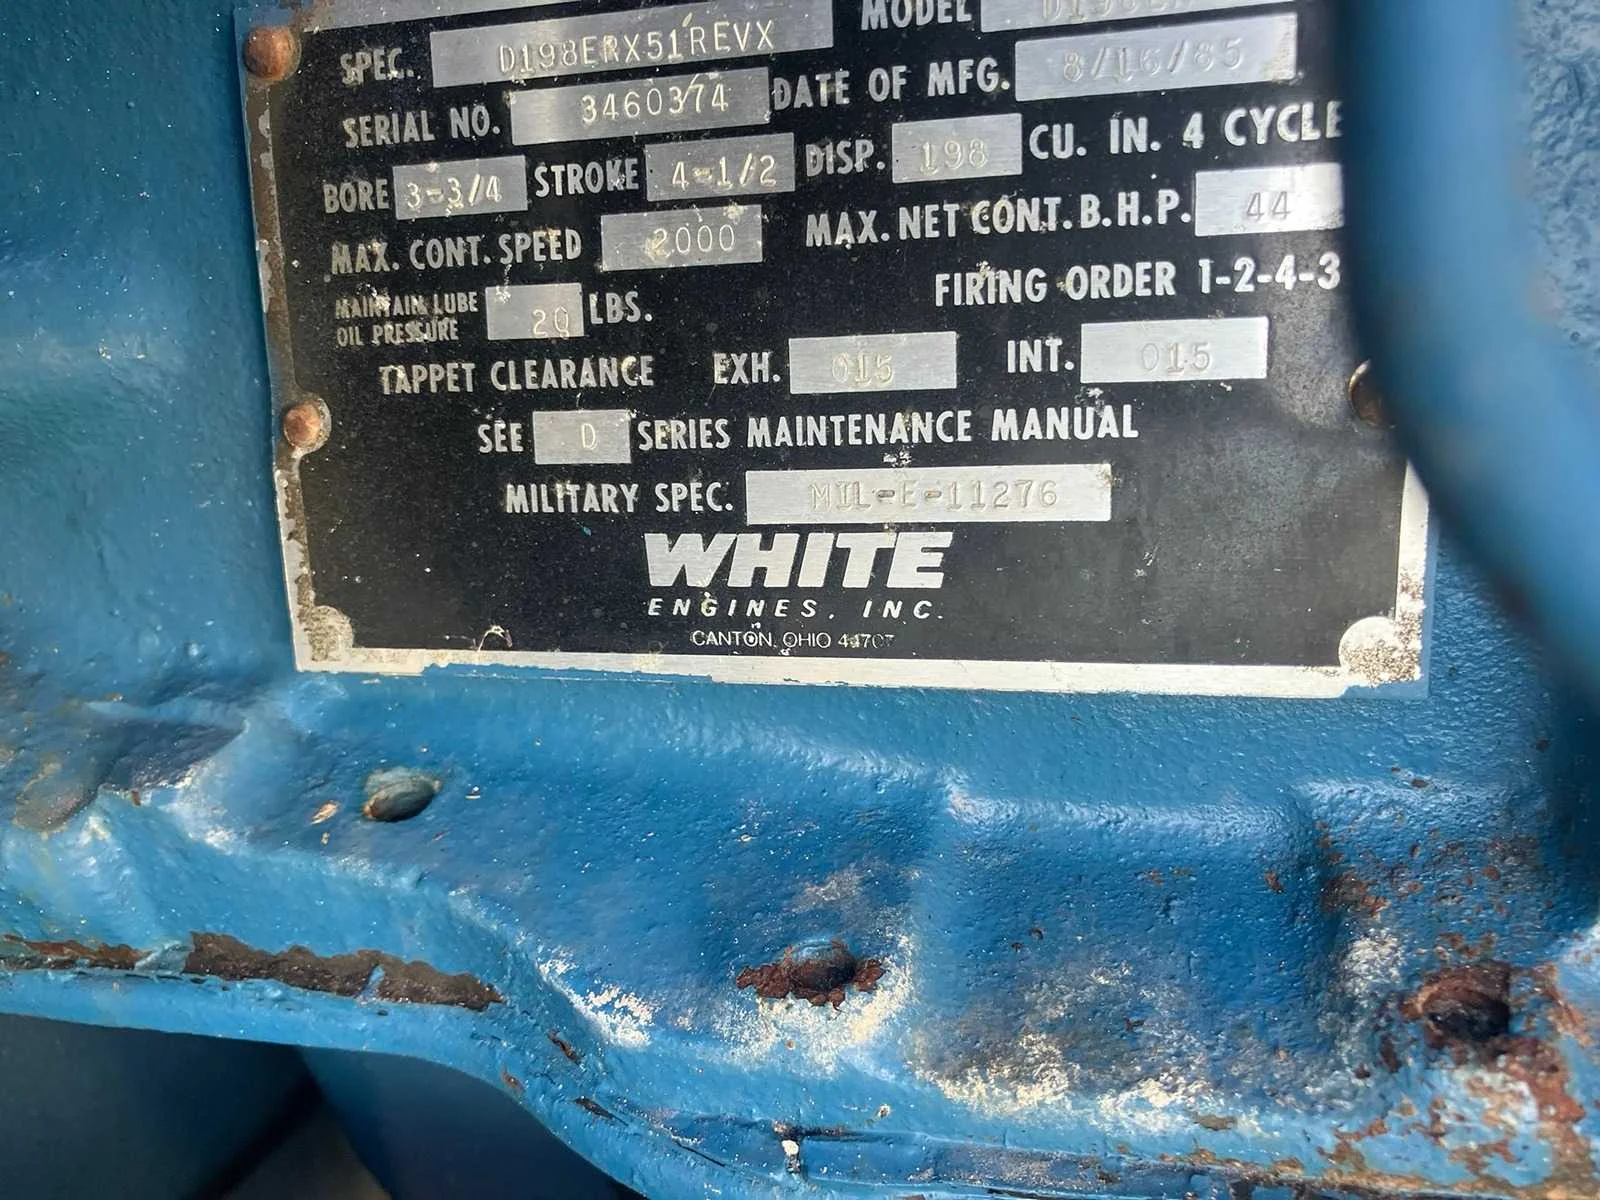 SPEC. D198ERX51REVX MODEL
SERIAL NO. 3460374 DATE OF MFG. 8/16/85
BORE 3-3/4 STROKE 4-1/2 DISP. 198 CU. IN. 4 CYCLE
MAX. CONT. SPEED 2000 MAX. NET CONT. B.H.P. 44
MAINTAIN LUBE OIL PRESSURE 20 LBS. FIRING ORDER 1-2-4-3
TAPPET CLEARANCE EXH. 015 INT. 015
SEE D SERIES MAINTENANCE MANUAL
MILITARY SPEC. MIL-E-11276
WHITE
ENGINES, INC.
CANTON, OHIO 44707